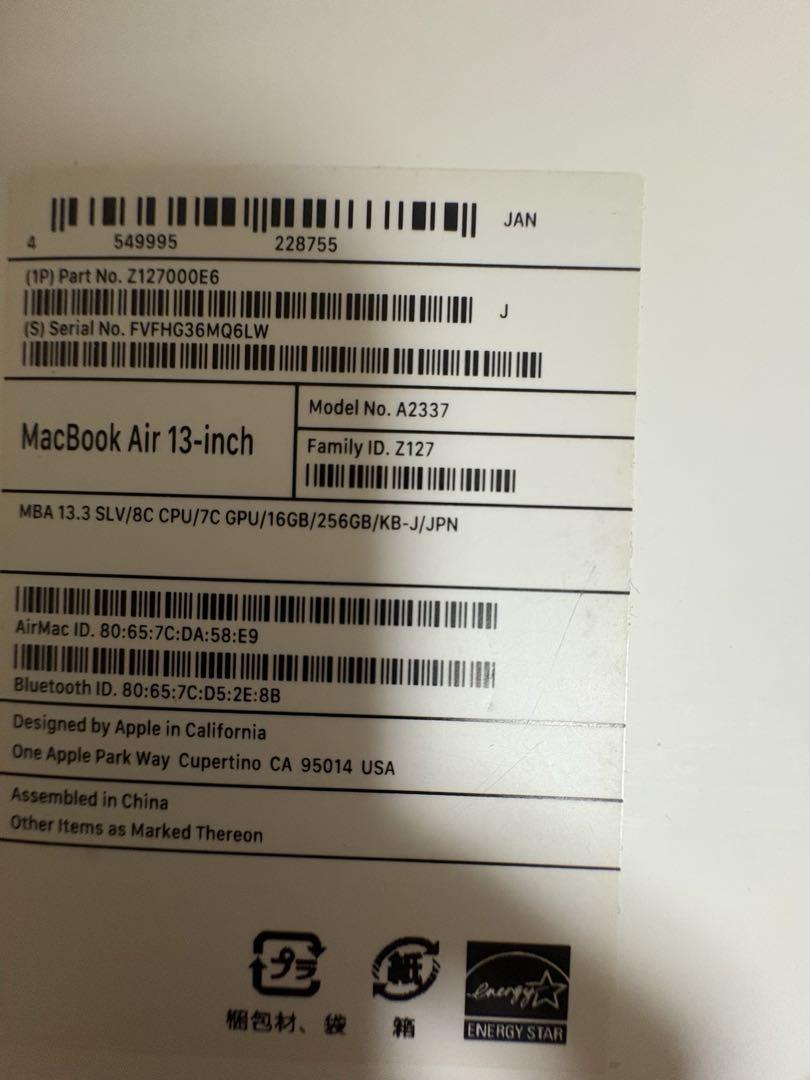 JAN
4 549995 228755
(1P) Part No. Z127000E6
J
(S) Serial No. FVFHG36MQ6LW
MacBook Air 13-inch
Model No. A2337
Family ID. Z127
MBA 13.3 SLV/8C CPU/7C GPU/16GB/256GB/KB-J/JPN
AirMac ID. 80:65:7C:DA:58:E9
Bluetooth ID. 80:65:7C:D5:2E:8B
Designed by Apple in California
One Apple Park Way Cupertino CA 95014 USA
Assembled in China
Other Items as Marked Thereon
プラ
紙
energy
梱包材、袋
箱
ENERGY STAR